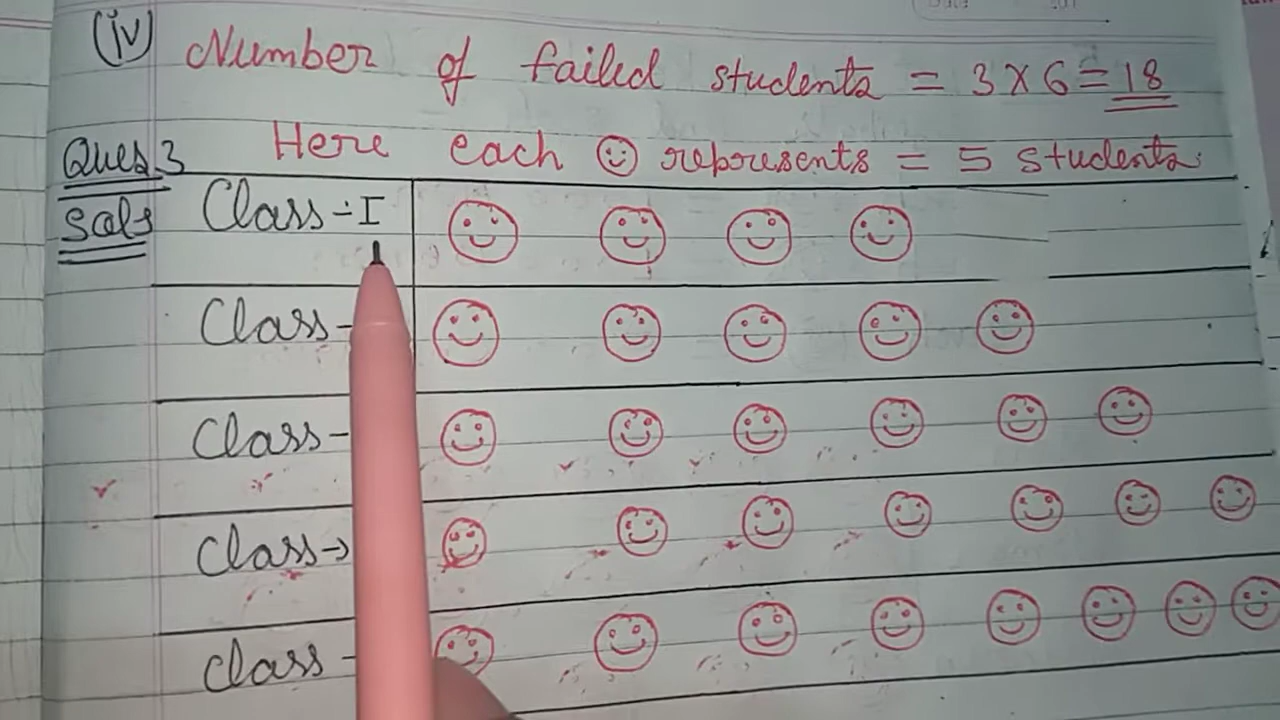 (iv) Number of failed students = 3 X 6 = 18
Ques.3 Here each ☺ represents = 5 students.
Sol:
Class - I
Class -
Class -
Class -
Class -